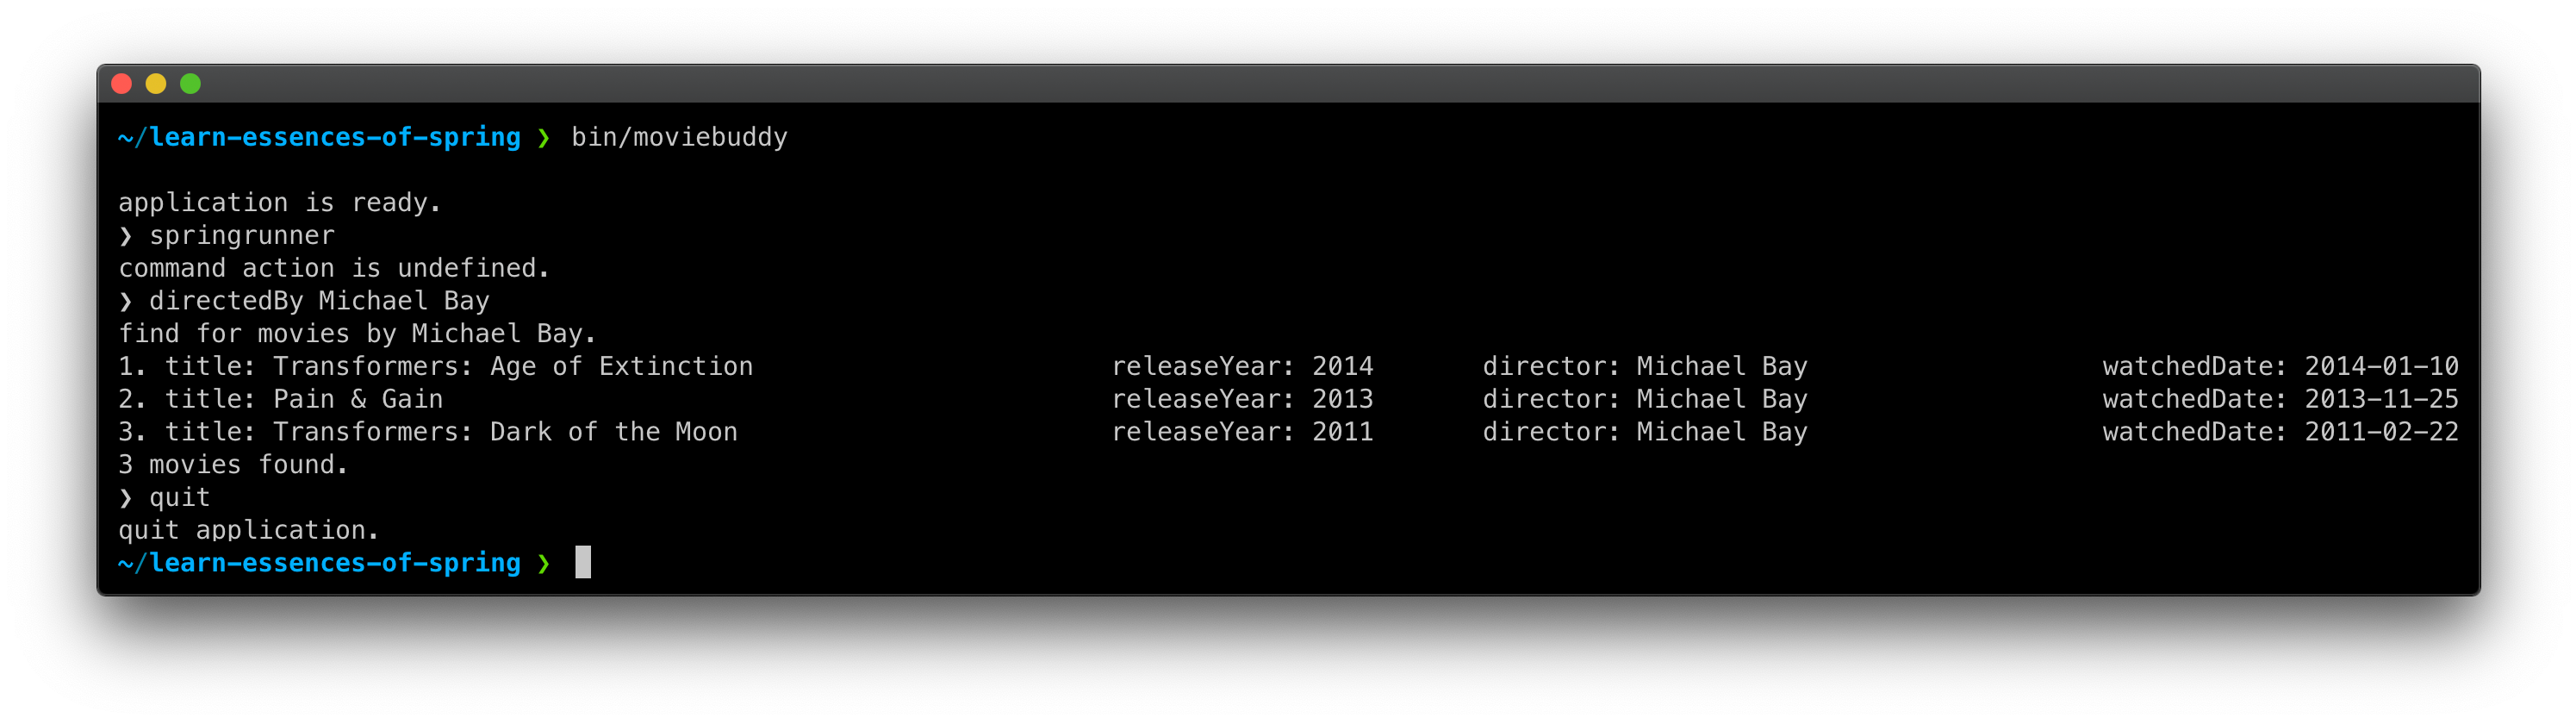 ~/learn-essences-of-spring ❯ bin/moviebuddy
application is ready.
❯ springrunner
command action is undefined.
❯ directedBy Michael Bay
find for movies by Michael Bay.
1. title: Transformers: Age of Extinction releaseYear: 2014 director: Michael Bay watchedDate: 2014-01-10
2. title: Pain & Gain releaseYear: 2013 director: Michael Bay watchedDate: 2013-11-25
3. title: Transformers: Dark of the Moon releaseYear: 2011 director: Michael Bay watchedDate: 2011-02-22
3 movies found.
❯ quit
quit application.
~/learn-essences-of-spring ❯